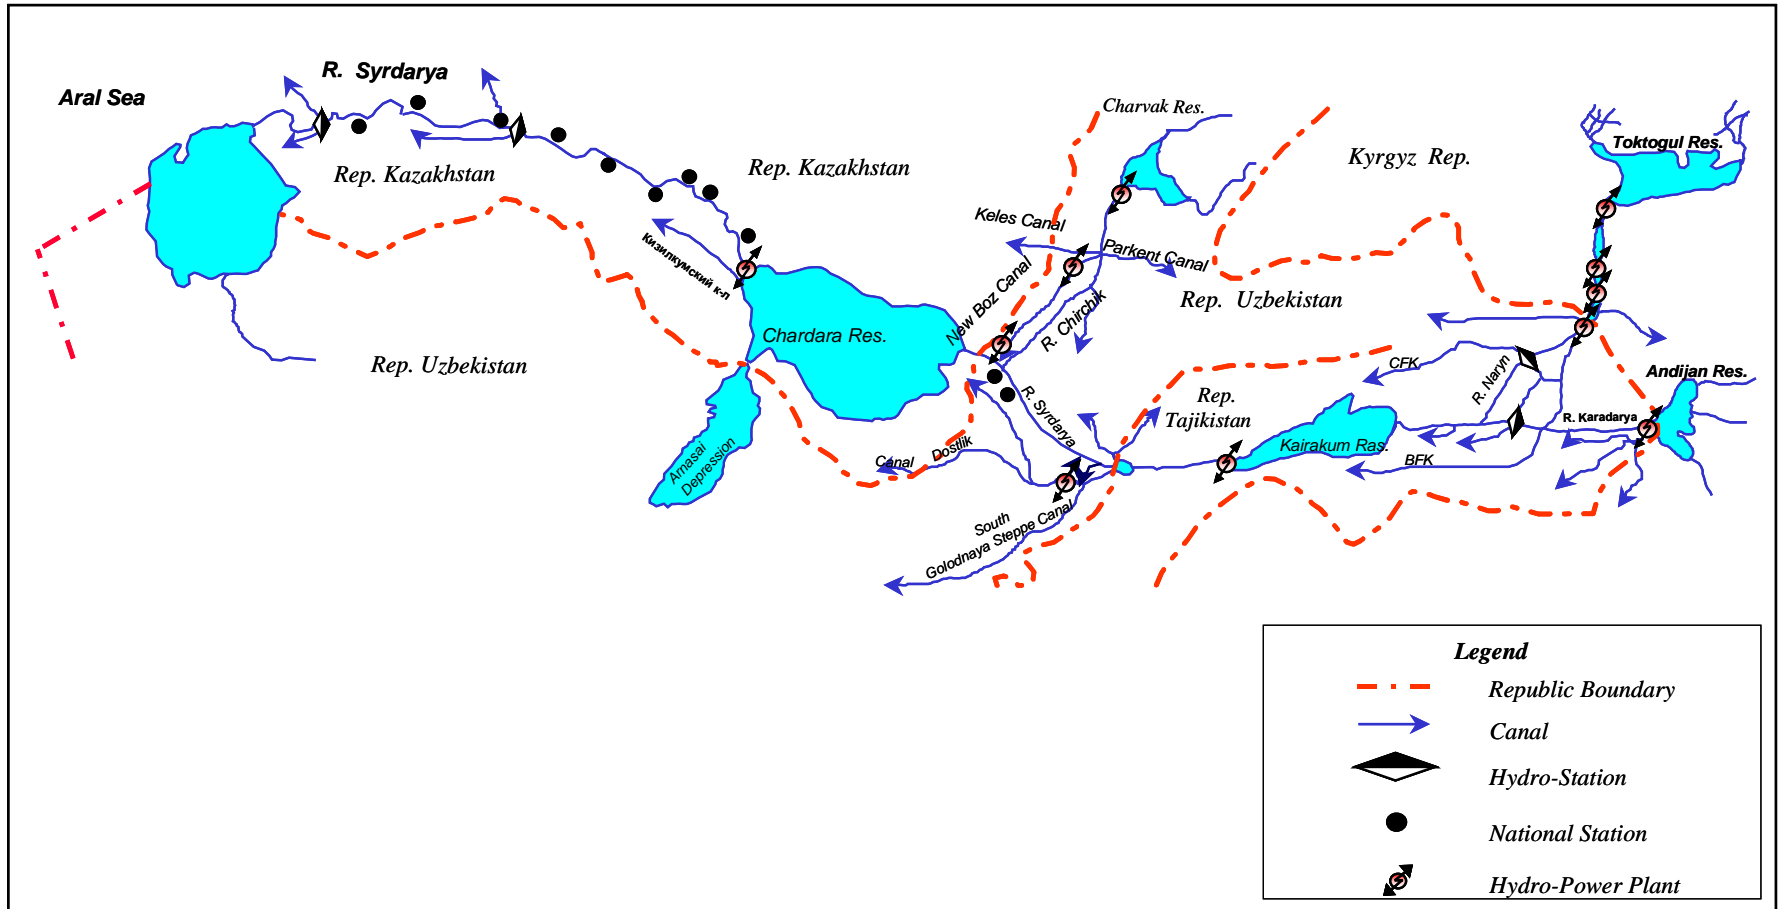 R. Syrdarya
Aral Sea
Charvak Res.
Toktogul Res.
Kyrgyz Rep.
Rep. Kazakhstan
Rep. Kazakhstan
Keles Canal
Parkent Canal
Кизилкумский к-п
New Boz Canal
R. Chirchik
Rep. Uzbekistan
Chardara Res.
Rep. Uzbekistan
CFK
R. Naryn
Andijan Res.
R. Syrdarya
Rep.
Tajikistan
R. Karadarya
Kairakum Ras.
BFK
Arnasai
Depression
Canal Dostlik
South
Golodnaya Steppe Canal
Legend
Republic Boundary
Canal
Hydro-Station
National Station
Hydro-Power Plant